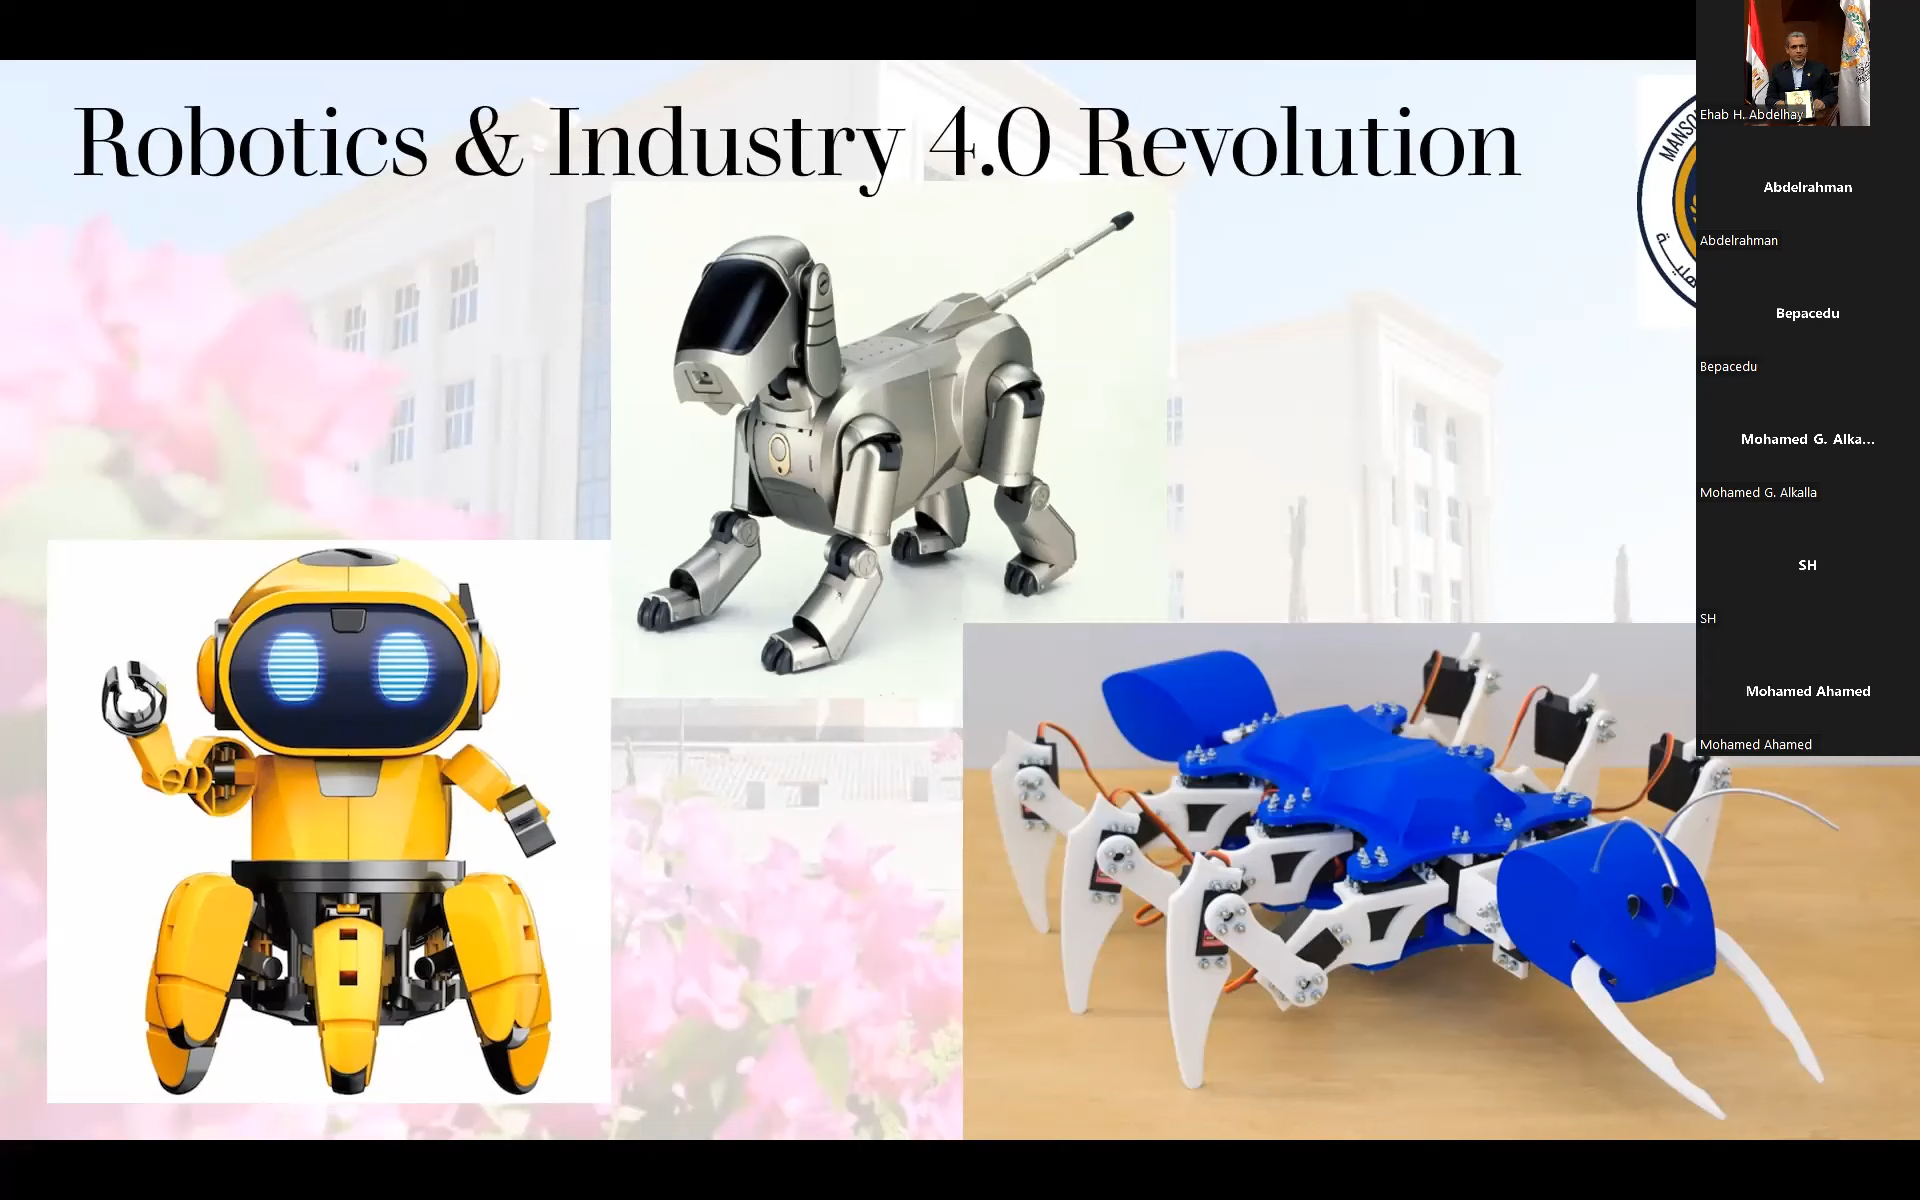 Robotics & Industry 4.0 Revolution
Ehab H. Abdelhay
Abdelrahman
Abdelrahman
Bepacedu
Bepacedu
Mohamed G. Alka...
Mohamed G. Alkalla
SH
SH
Mohamed Ahamed
Mohamed Ahamed